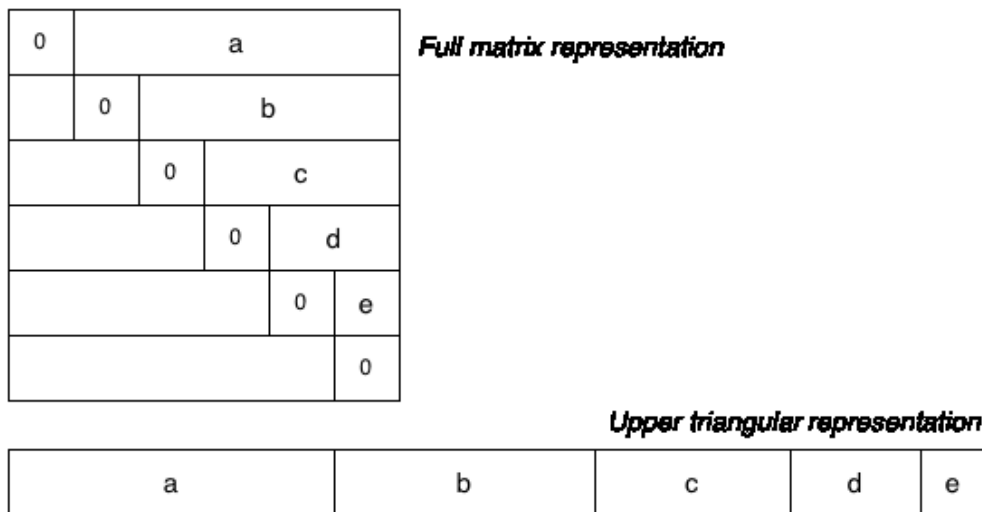 0 a Full matrix representation
0 b
0 c
0 d
0 e
0
Upper triangular representation
a b c d e